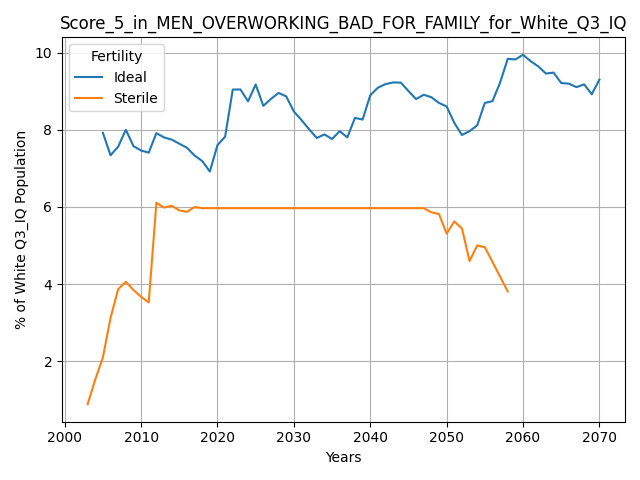 Score_5_in_MEN_OVERWORKING_BAD_FOR_FAMILY_for_White_Q3_IQ
Fertility
Ideal
Sterile
% of White Q3_IQ Population
10
8
6
4
2
2000 2010 2020 2030 2040 2050 2060 2070
Years